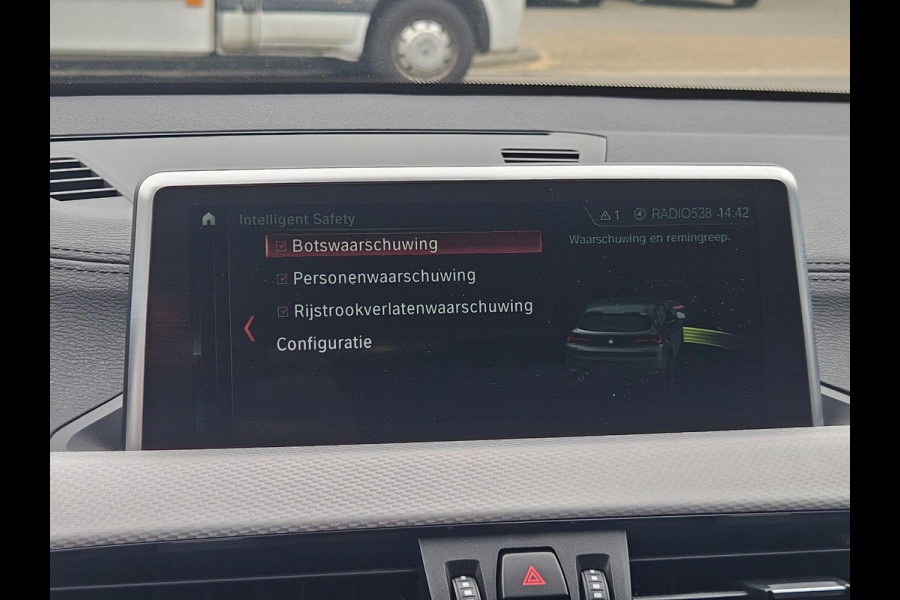 Intelligent Safety
1 RADIO538 14:42
Botswaarschuwing
Waarschuwing en remingreep.
Personenwaarschuwing
Rijstrookverlatenwaarschuwing
Configuratie